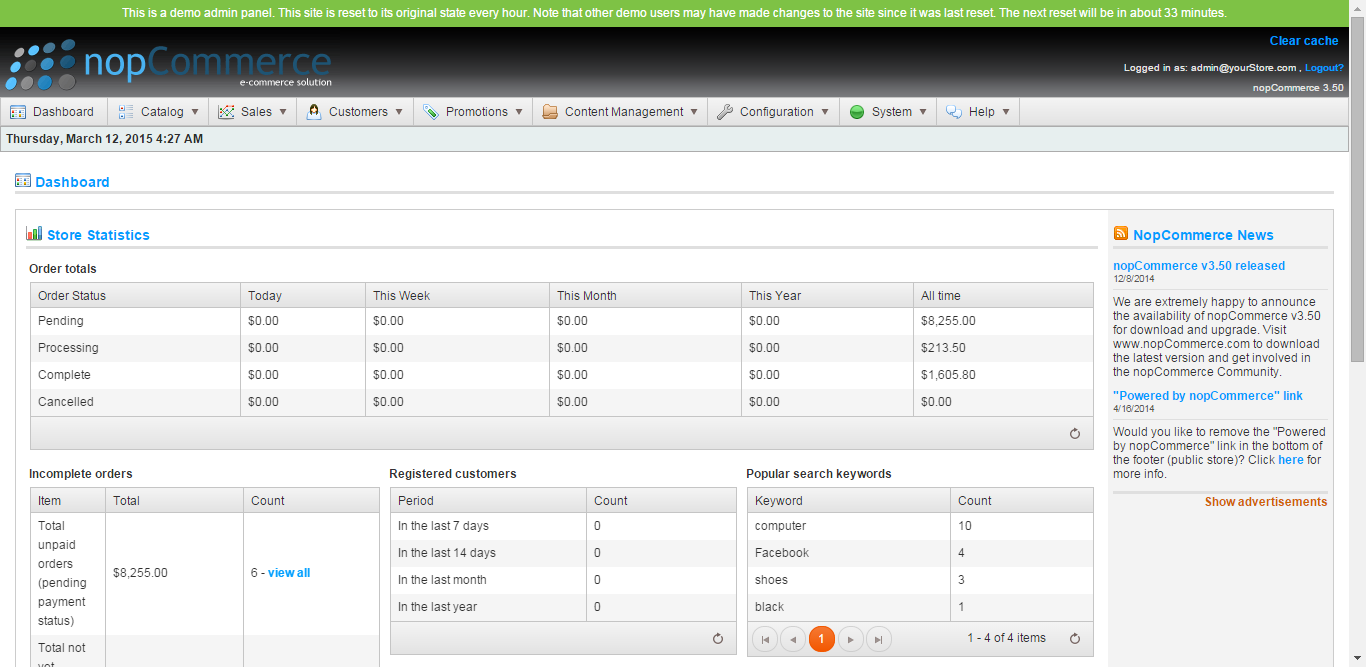 This is a demo admin panel. This site is reset to its original state every hour. Note that other demo users may have made changes to the site since it was last reset. The next reset will be in about 33 minutes.
Clear cache
nopCommerce
e-commerce solution
Logged in as: admin@yourStore.com , Logout?
nopCommerce 3.50
Dashboard Catalog Sales Customers Promotions Content Management Configuration System Help
Thursday, March 12, 2015 4:27 AM
Dashboard
Store Statistics
Order totals
Order Status Today This Week This Month This Year All time
Pending $0.00 $0.00 $0.00 $0.00 $8,255.00
Processing $0.00 $0.00 $0.00 $0.00 $213.50
Complete $0.00 $0.00 $0.00 $0.00 $1,605.80
Cancelled $0.00 $0.00 $0.00 $0.00 $0.00
Incomplete orders
Item Total Count
Total
unpaid
orders
(pending
payment
status)
$8,255.00
6 - view all
Total not
yet
Registered customers
Period Count
In the last 7 days 0
In the last 14 days 0
In the last month 0
In the last year 0
Popular search keywords
Keyword Count
computer 10
Facebook 4
shoes 3
black 1
1
1 - 4 of 4 items
NopCommerce News
nopCommerce v3.50 released
12/8/2014
We are extremely happy to announce
the availability of nopCommerce v3.50
for download and upgrade. Visit
www.nopCommerce.com to download
the latest version and get involved in
the nopCommerce Community.
"Powered by nopCommerce" link
4/16/2014
Would you like to remove the "Powered
by nopCommerce" link in the bottom of
the footer (public store)? Click here for
more info.
Show advertisements